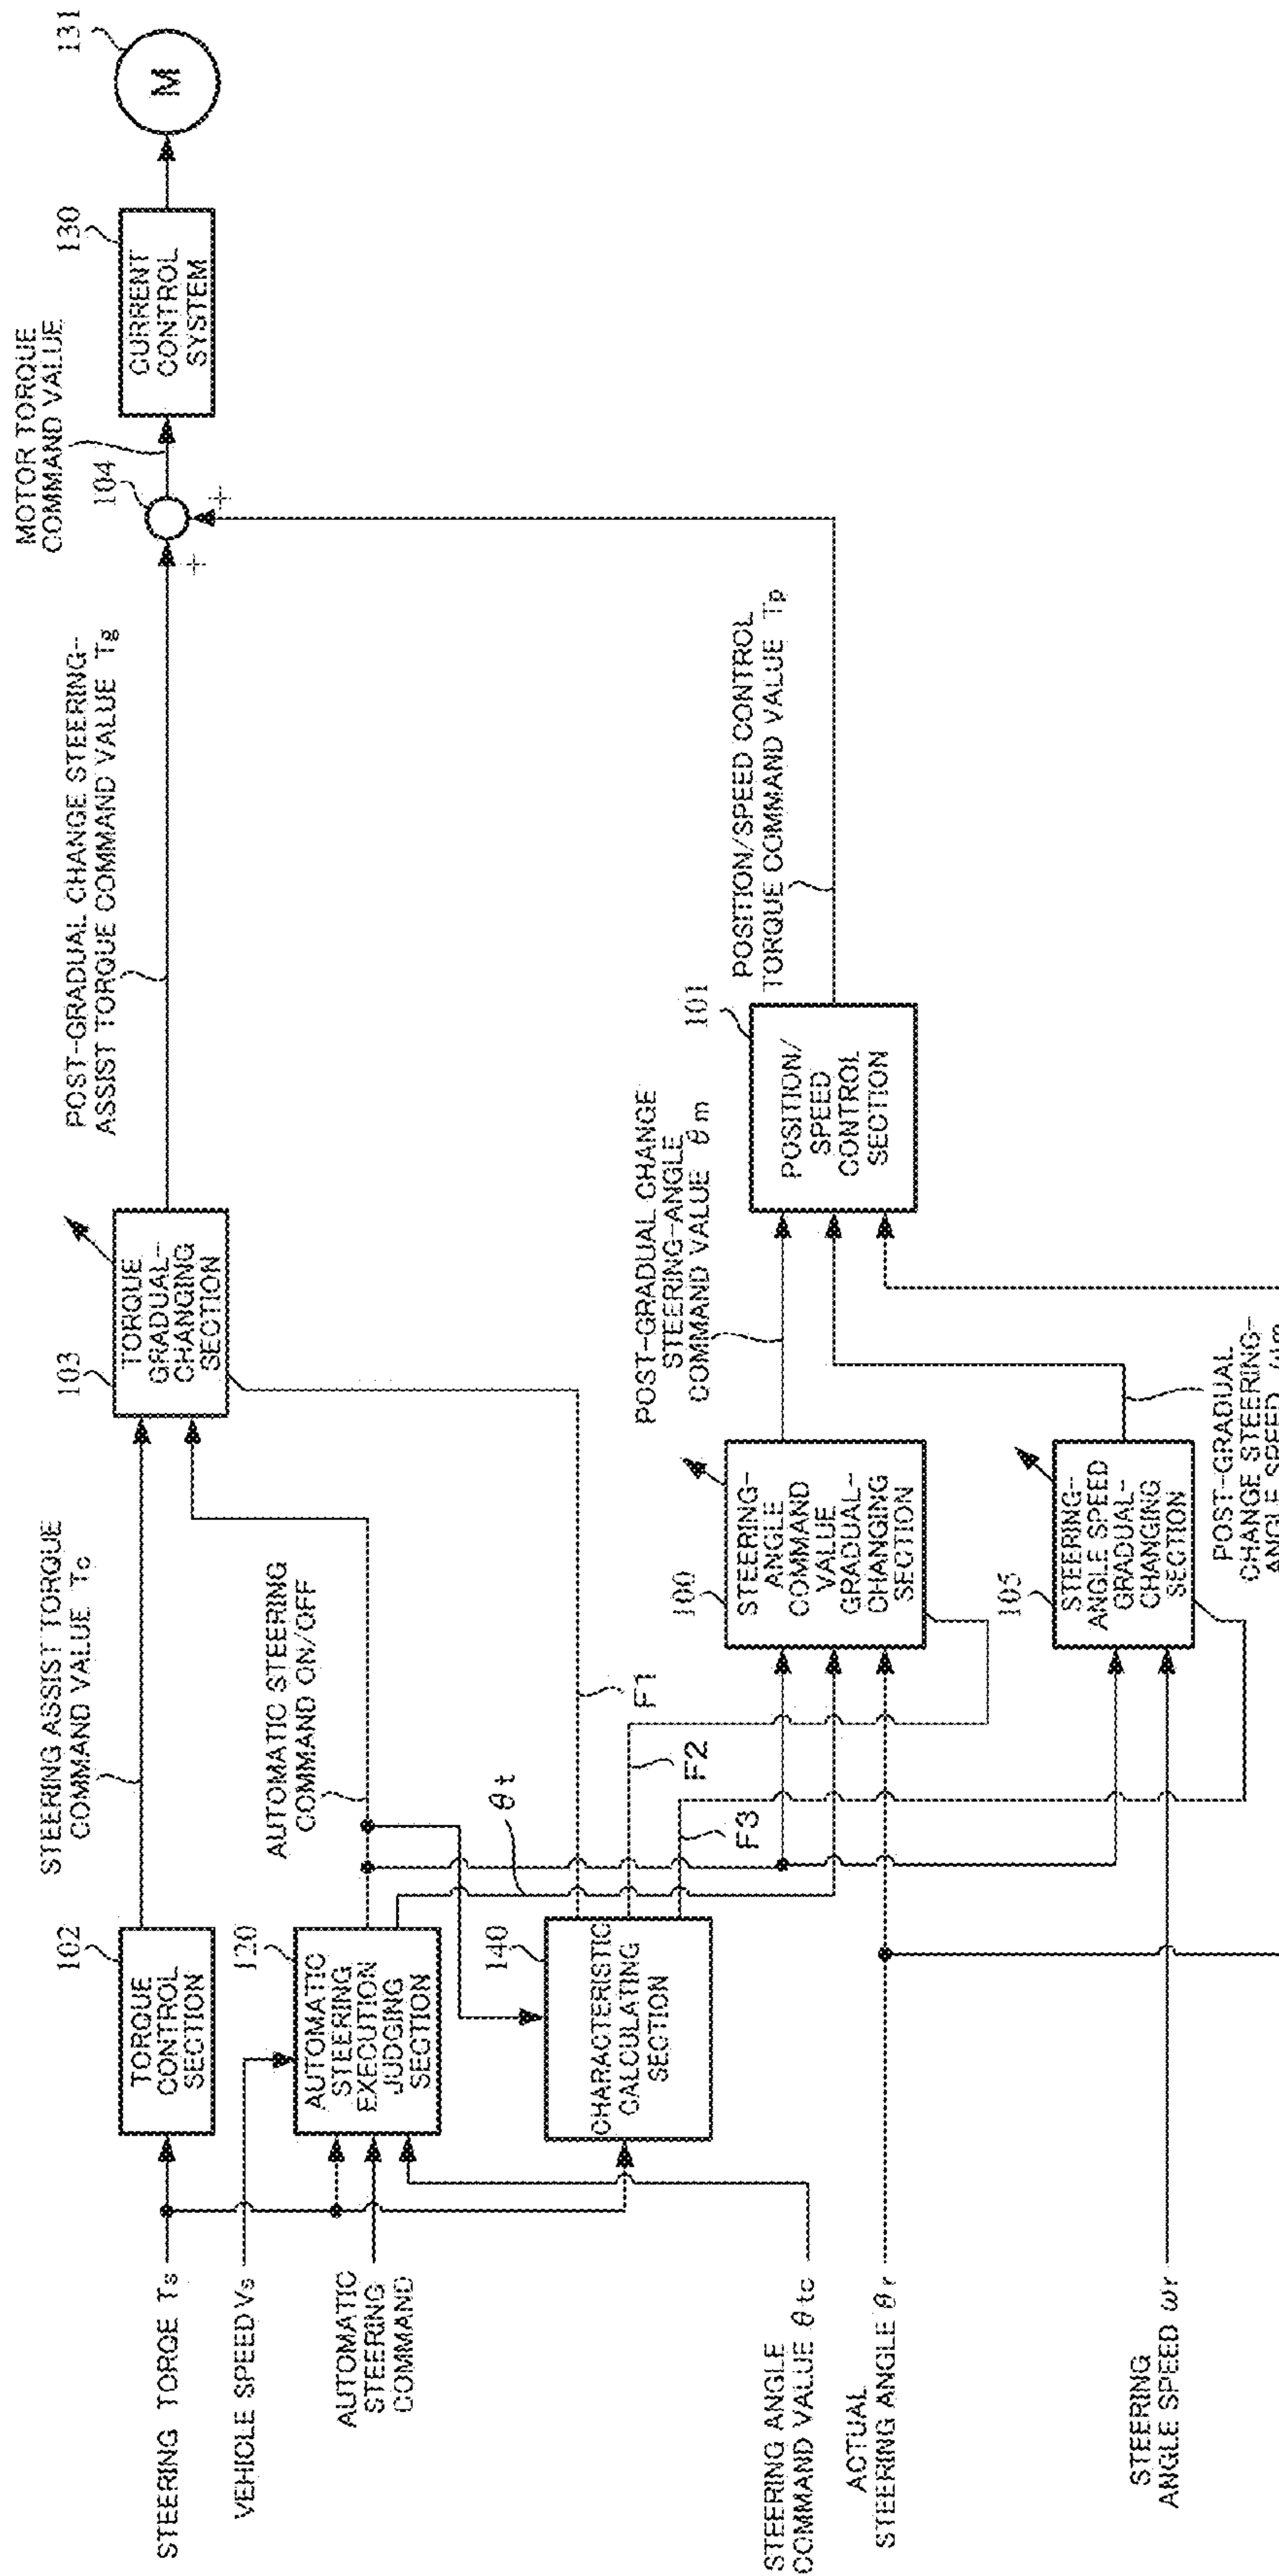 STEERING TORQE Ts
VEHICLE SPEED Vs
AUTOMATIC
STEERING
COMMAND
STEERING ANGLE
COMMAND VALUE θtc
ACTUAL
STEERING ANGLE θr
STEERING
ANGLE SPEED ωr
102
TORQUE
CONTROL
SECTION
120
AUTOMATIC
STEERING
EXECUTION
JUDGING
SECTION
140
CHARACTERISTIC
CALCULATING
SECTION
STEERING ASSIST TORQUE
COMMAND VALUE Tc
AUTOMATIC STEERING
COMMAND ON/OFF
θt
F1
F2
F3
103
TORQUE
GRADUAL-
CHANGING
SECTION
100
STEERING-
ANGLE
COMMAND
VALUE
GRADUAL-
CHANGING
SECTION
105
STEERING-
ANGLE SPEED
GRADUAL-
CHANGING
SECTION
POST-GRADUAL CHANGE
STEERING-ANGLE
COMMAND VALUE θm
POST-GRADUAL
CHANGE STEERING-
ANGLE SPEED ωm
101
POSITION/
SPEED
CONTROL
SECTION
POST-GRADUAL CHANGE STEERING-
ASSIST TORQUE COMMAND VALUE Tg
POSITION/SPEED CONTROL
TORQUE COMMAND VALUE Tp
104
+
+
MOTOR TORQUE
COMMAND VALUE
130
CURRENT
CONTROL
SYSTEM
131
M